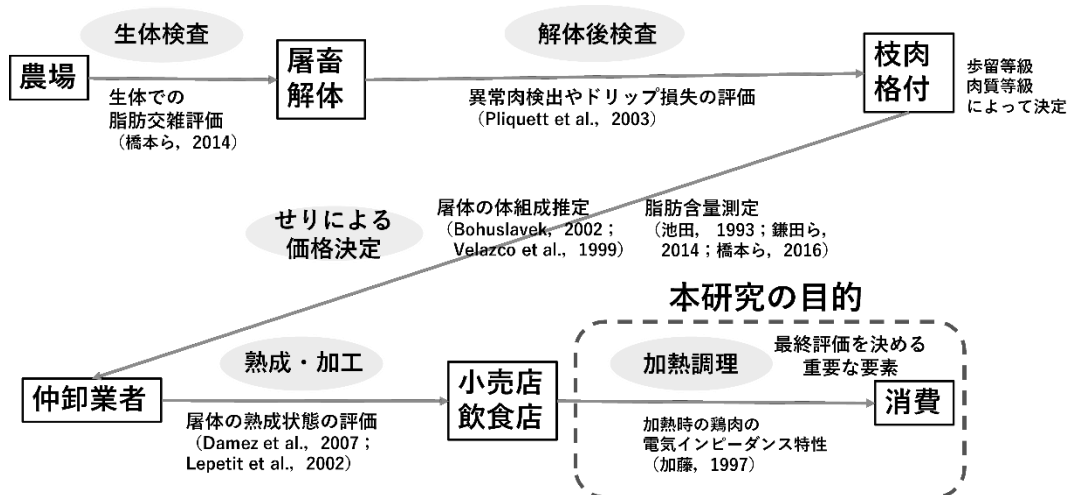 生体検査
農場
生体での
脂肪交雑評価
（橋本ら，2014）
屠畜
解体
解体後検査
異常肉検出やドリップ損失の評価
（Pliquett et al.，2003）
枝肉
格付
歩留等級
肉質等級
によって決定
せりによる
価格決定
屠体の体組成推定
（Bohuslavek，2002；
Velazco et al.，1999）
脂肪含量測定
（池田，1993；鎌田ら，
2014；橋本ら，2016）
本研究の目的
仲卸業者
熟成・加工
屠体の熟成状態の評価
（Damez et al.，2007；
Lepetit et al.，2002）
小売店
飲食店
加熱調理
最終評価を決める
重要な要素
加熱時の鶏肉の
電気インピーダンス特性
（加藤，1997）
消費